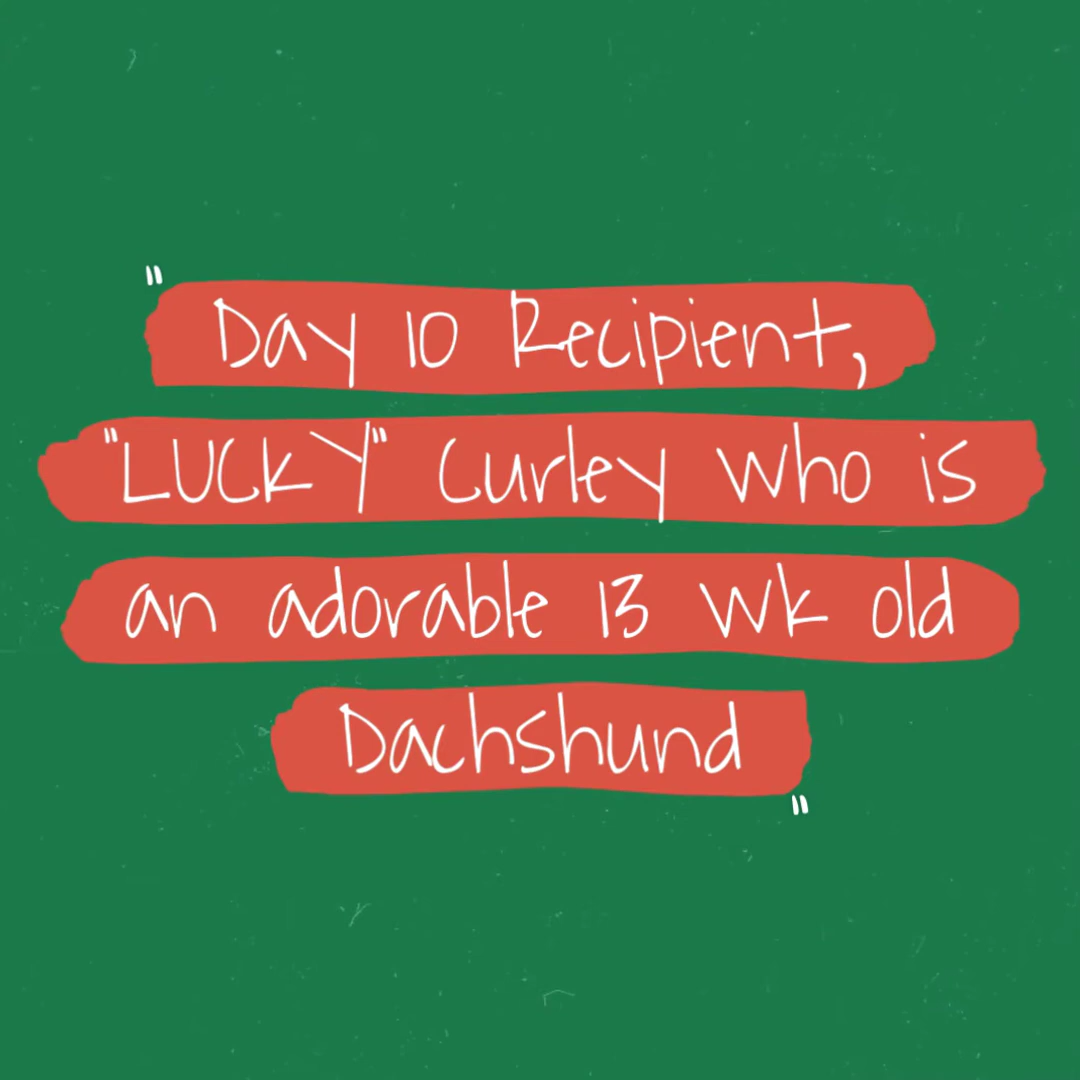 " Day 10 Recipient,
"LUCKY" Curley who is
an adorable 13 wk old
Dachshund "